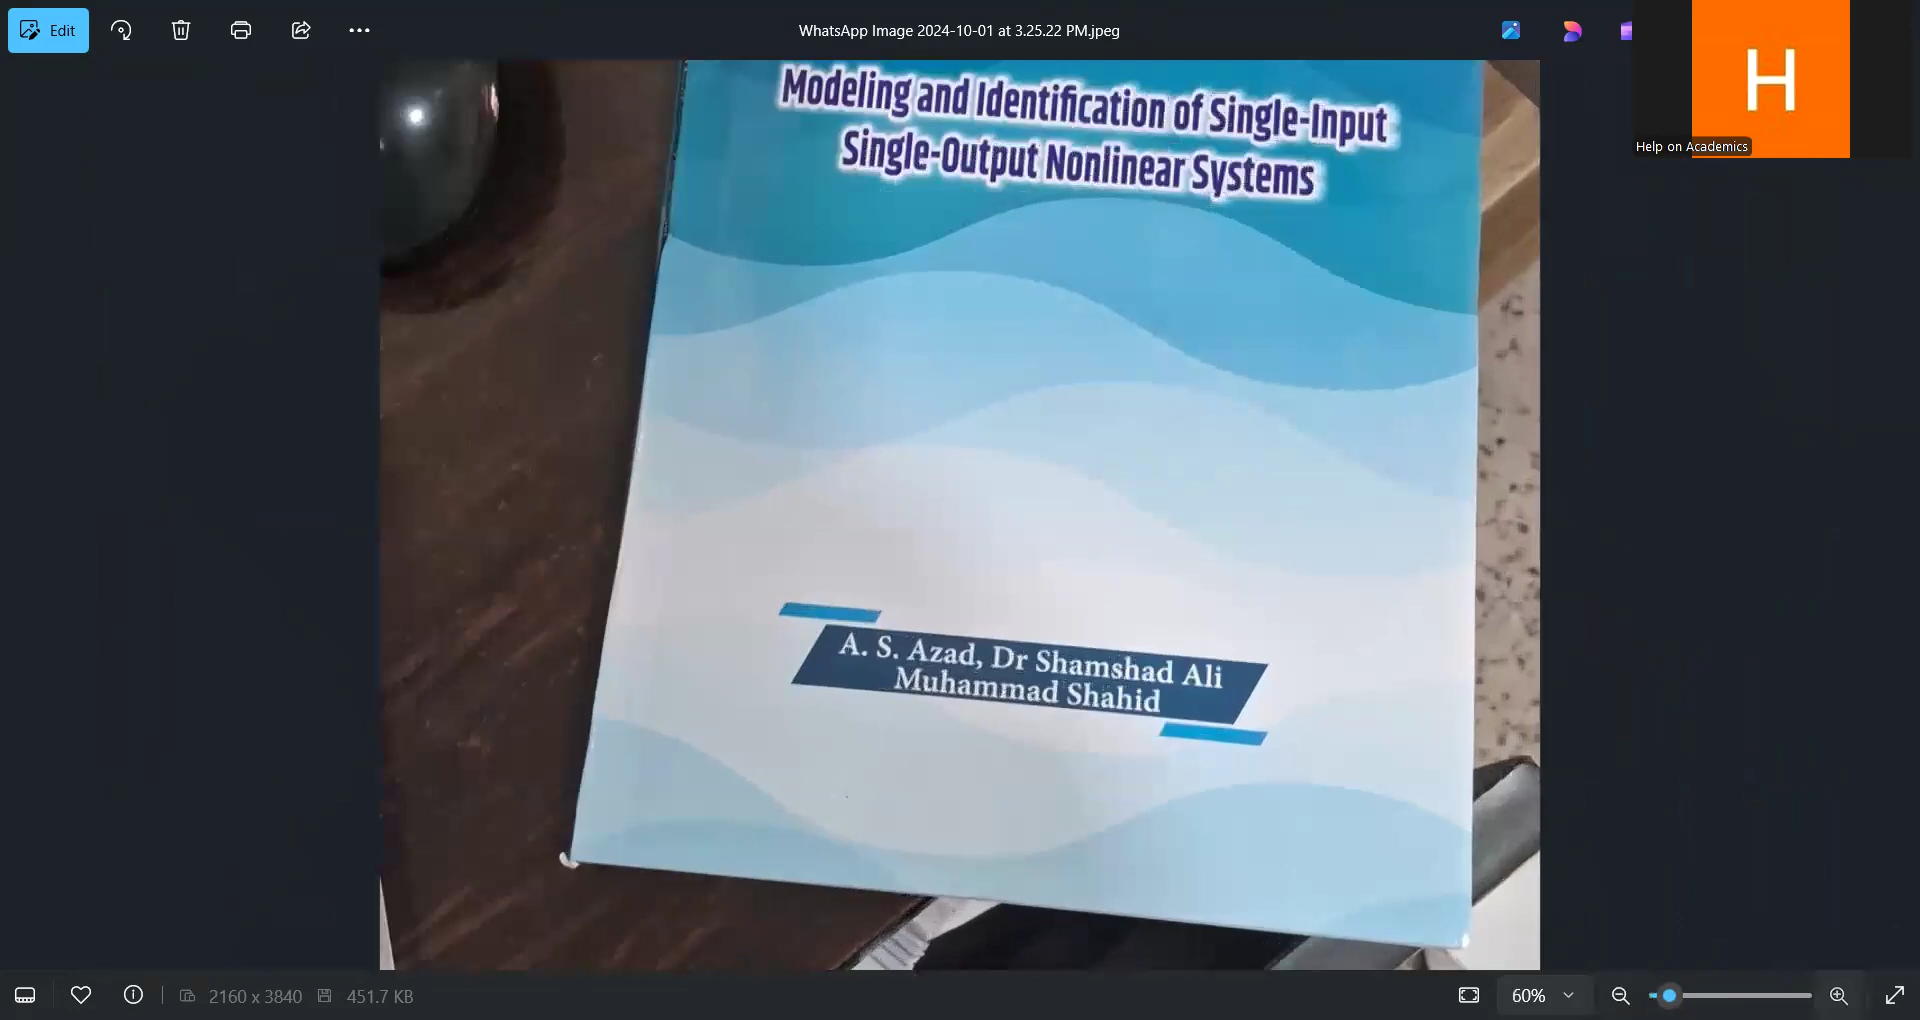 Edit
WhatsApp Image 2024-10-01 at 3.25.22 PM.jpeg
H
Help on Academics
Modeling and Identification of Single-Input
Single-Output Nonlinear Systems
A. S. Azad, Dr Shamshad Ali
Muhammad Shahid
2160 x 3840
451.7 KB
60%